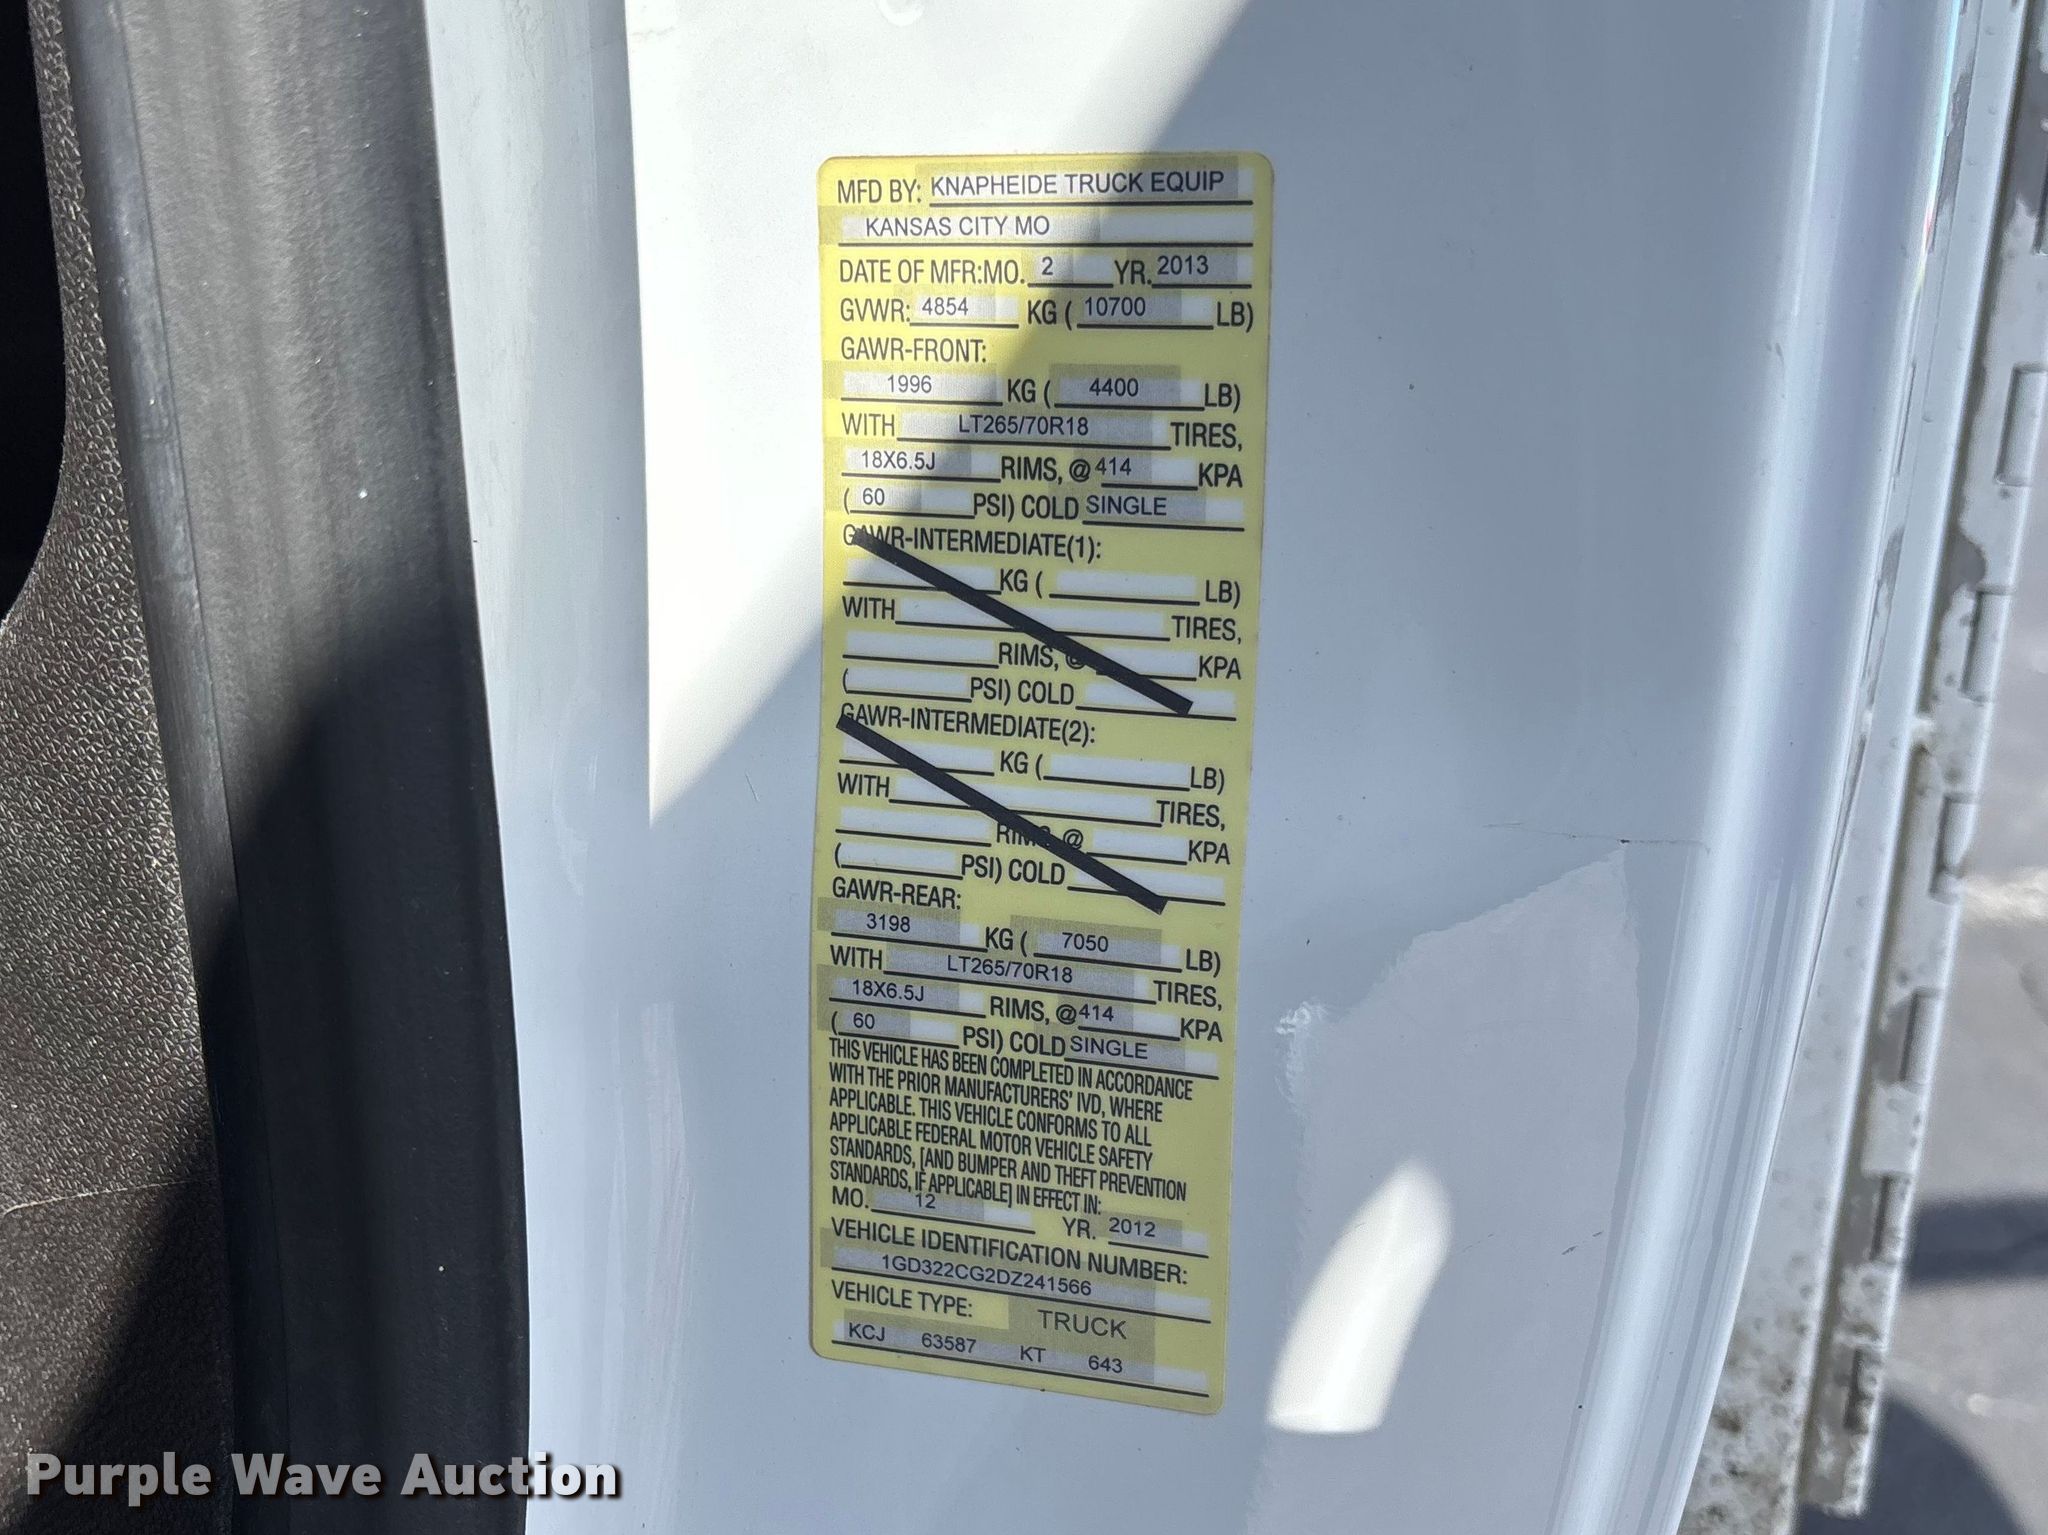 MFD BY: KNAPHEIDE TRUCK EQUIP
KANSAS CITY MO
DATE OF MFR:MO. 2 YR. 2013
GVWR: 4854 KG ( 10700 LB)
GAWR-FRONT:
1996 KG ( 4400 LB)
WITH LT265/70R18 TIRES,
18X6.5J RIMS, @ 414 KPA
( 60 PSI) COLD SINGLE
GAWR-INTERMEDIATE(1):
KG ( LB)
WITH TIRES,
RIMS, @ KPA
( PSI) COLD
GAWR-INTERMEDIATE(2):
KG ( LB)
WITH TIRES,
RIMS, @ KPA
( PSI) COLD
GAWR-REAR:
3198 KG ( 7050 LB)
WITH LT265/70R18 TIRES,
18X6.5J RIMS, @ 414 KPA
( 60 PSI) COLD SINGLE
THIS VEHICLE HAS BEEN COMPLETED IN ACCORDANCE
WITH THE PRIOR MANUFACTURERS' IVD, WHERE
APPLICABLE. THIS VEHICLE CONFORMS TO ALL
APPLICABLE FEDERAL MOTOR VEHICLE SAFETY
STANDARDS, [AND BUMPER AND THEFT PREVENTION
STANDARDS, IF APPLICABLE] IN EFFECT IN:
MO. 12 YR. 2012
VEHICLE IDENTIFICATION NUMBER:
1GD322CG2DZ241566
VEHICLE TYPE: TRUCK
KCJ 63587 KT 643
Purple Wave Auction